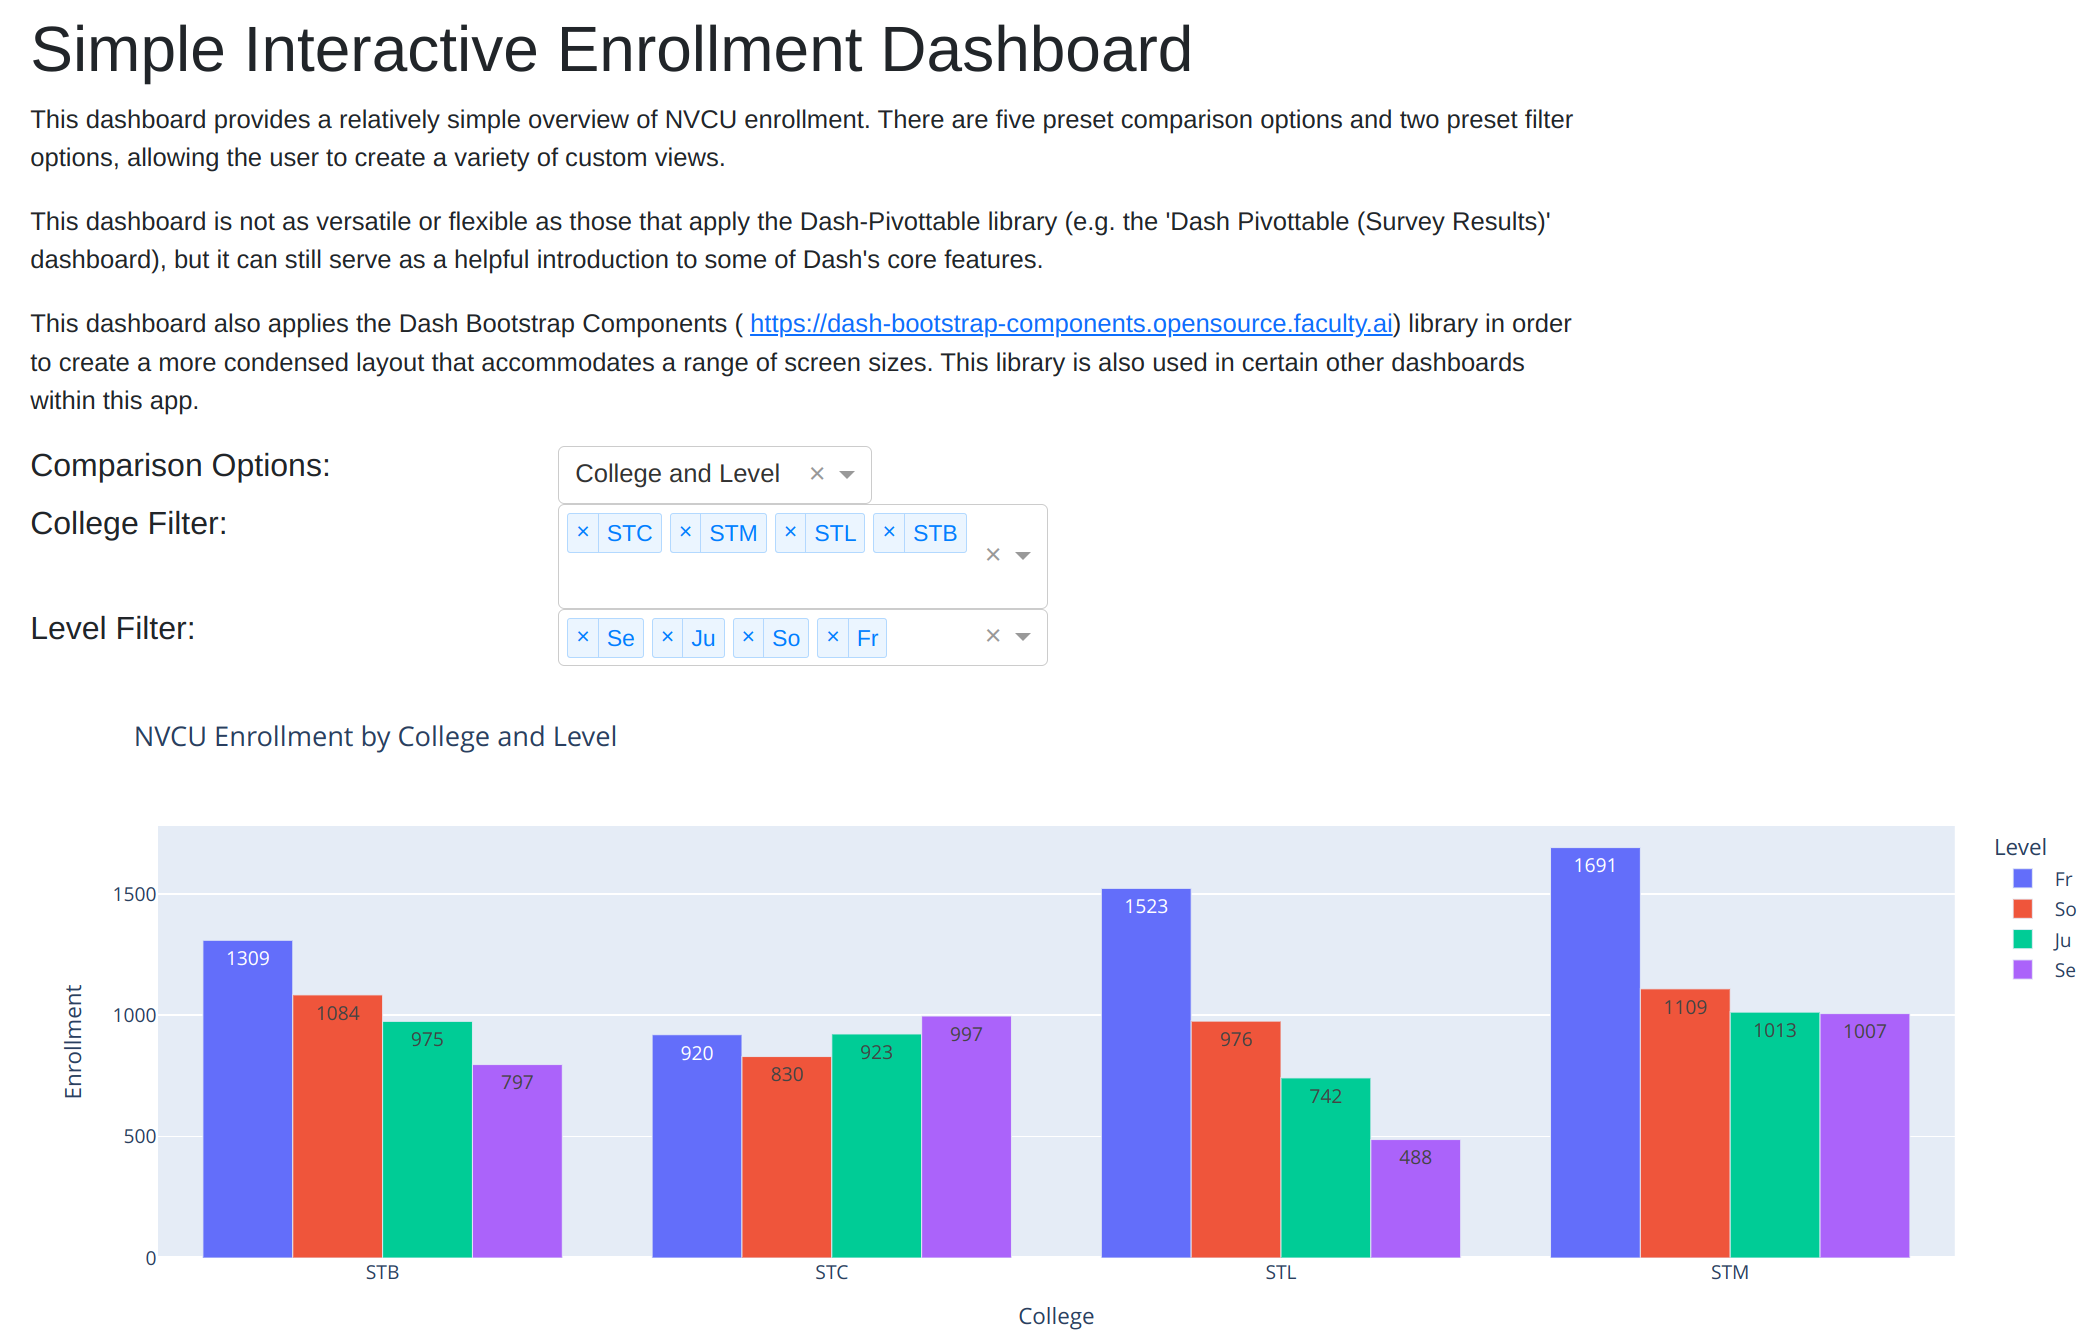 Simple Interactive Enrollment Dashboard
This dashboard provides a relatively simple overview of NVCU enrollment. There are five preset comparison options and two preset filter
options, allowing the user to create a variety of custom views.
This dashboard is not as versatile or flexible as those that apply the Dash-Pivottable library (e.g. the 'Dash Pivottable (Survey Results)'
dashboard), but it can still serve as a helpful introduction to some of Dash's core features.
This dashboard also applies the Dash Bootstrap Components ( https://dash-bootstrap-components.opensource.faculty.ai) library in order
to create a more condensed layout that accommodates a range of screen sizes. This library is also used in certain other dashboards
within this app.
Comparison Options: College and Level ×
College Filter: × STC × STM × STL × STB ×
Level Filter: × Se × Ju × So × Fr ×
NVCU Enrollment by College and Level
Enrollment
1500
1000
500
0
1309 1084 975 797
920 830 923 997
1523 976 742 488
1691 1109 1013 1007
STB STC STL STM
College
Level
Fr
So
Ju
Se